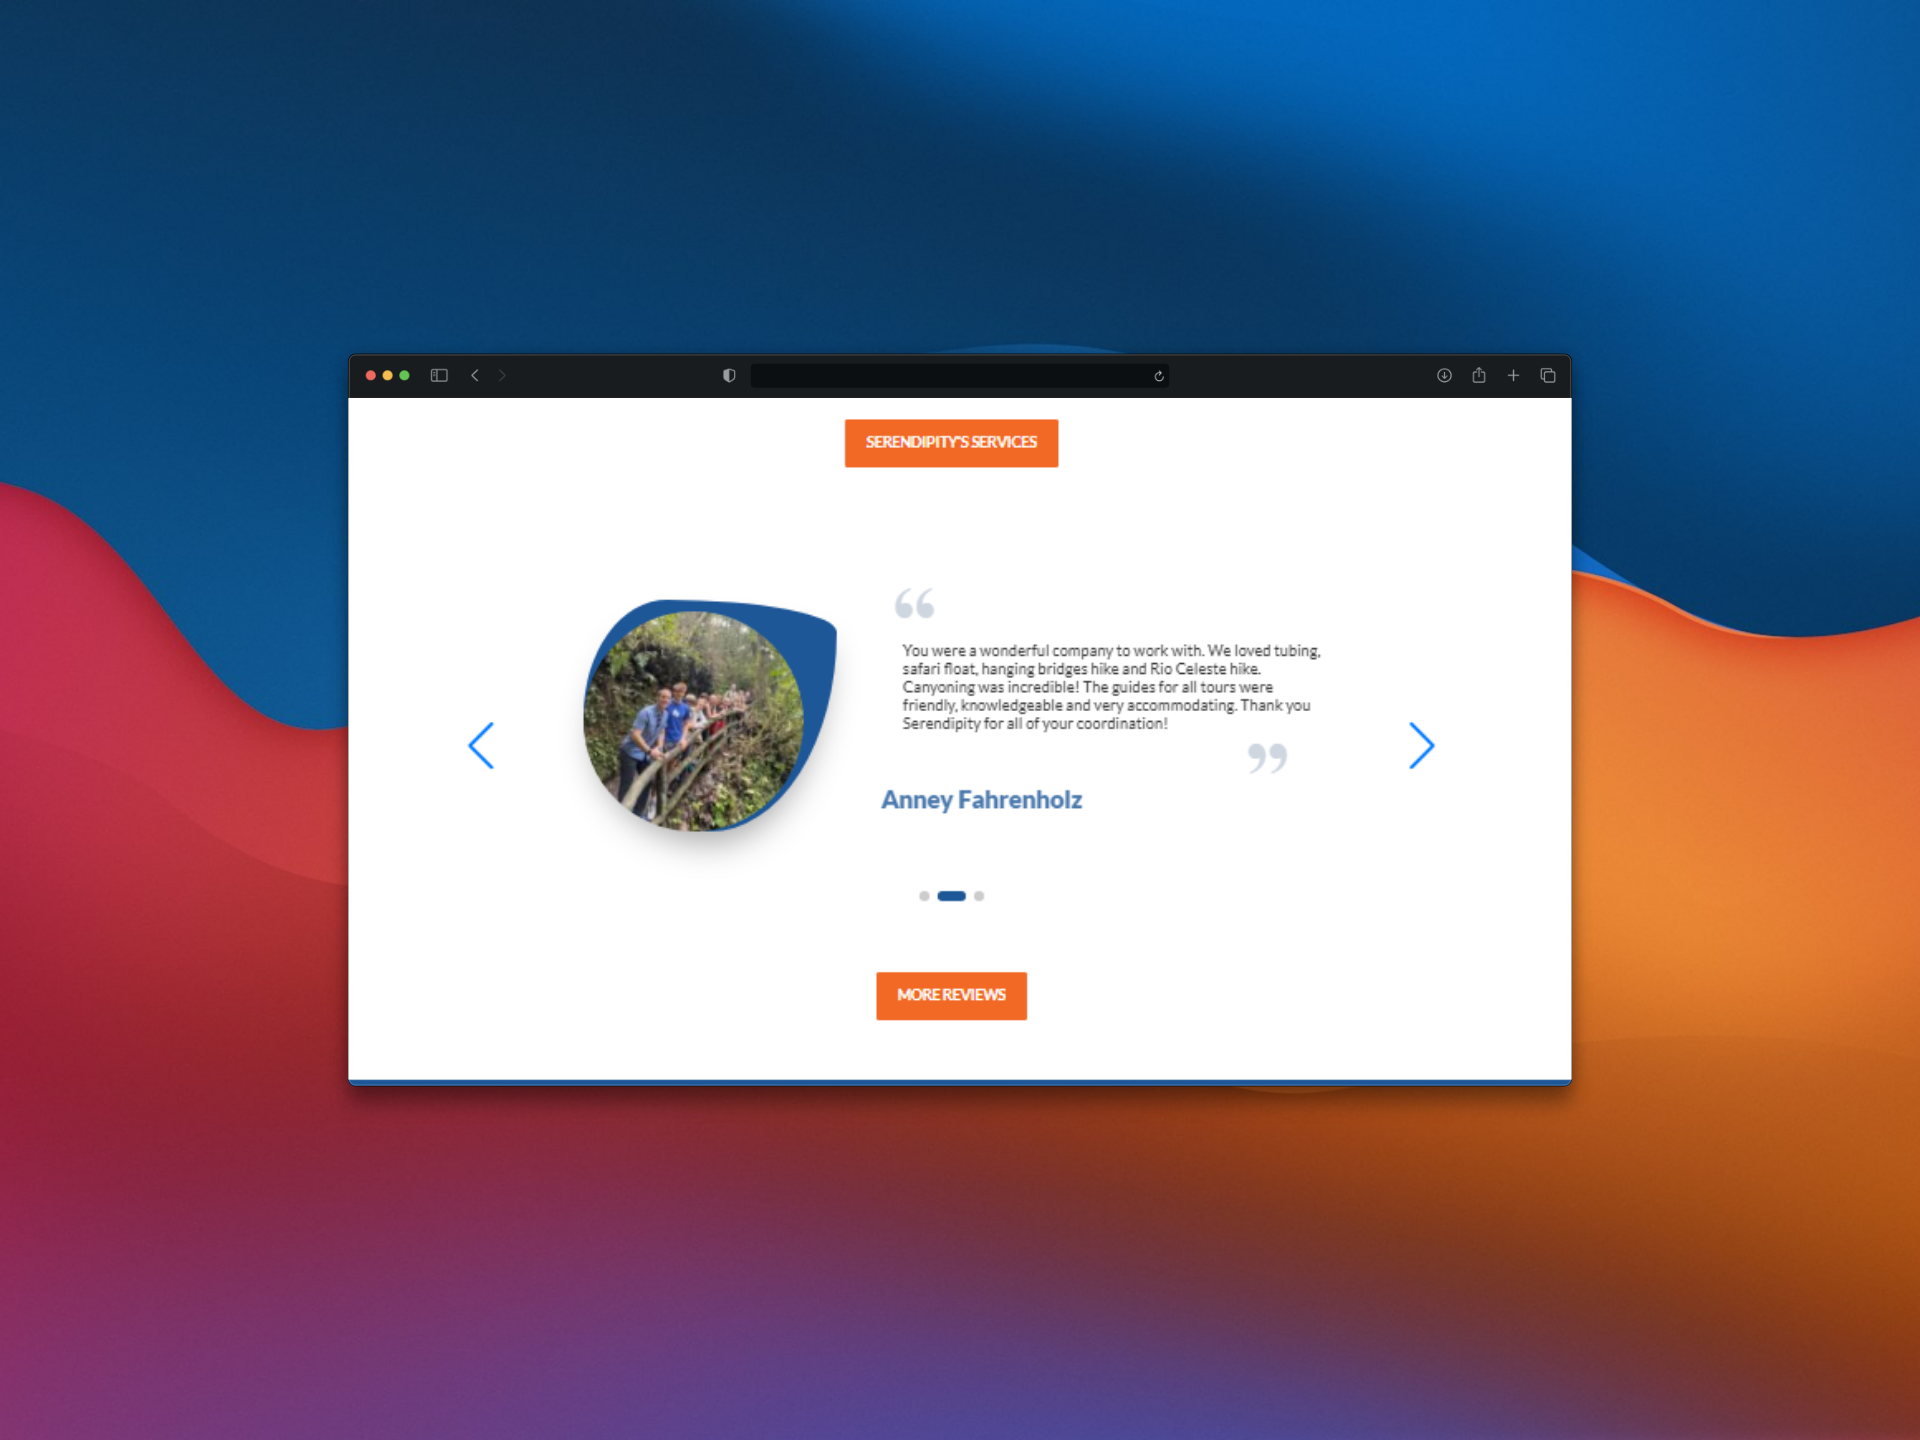 SERENDIPITY'S SERVICES
“
You were a wonderful company to work with. We loved tubing,
safari float, hanging bridges hike and Rio Celeste hike.
Canyoning was incredible! The guides for all tours were
friendly, knowledgeable and very accommodating. Thank you
Serendipity for all of your coordination!
”
Anney Fahrenholz
MORE REVIEWS